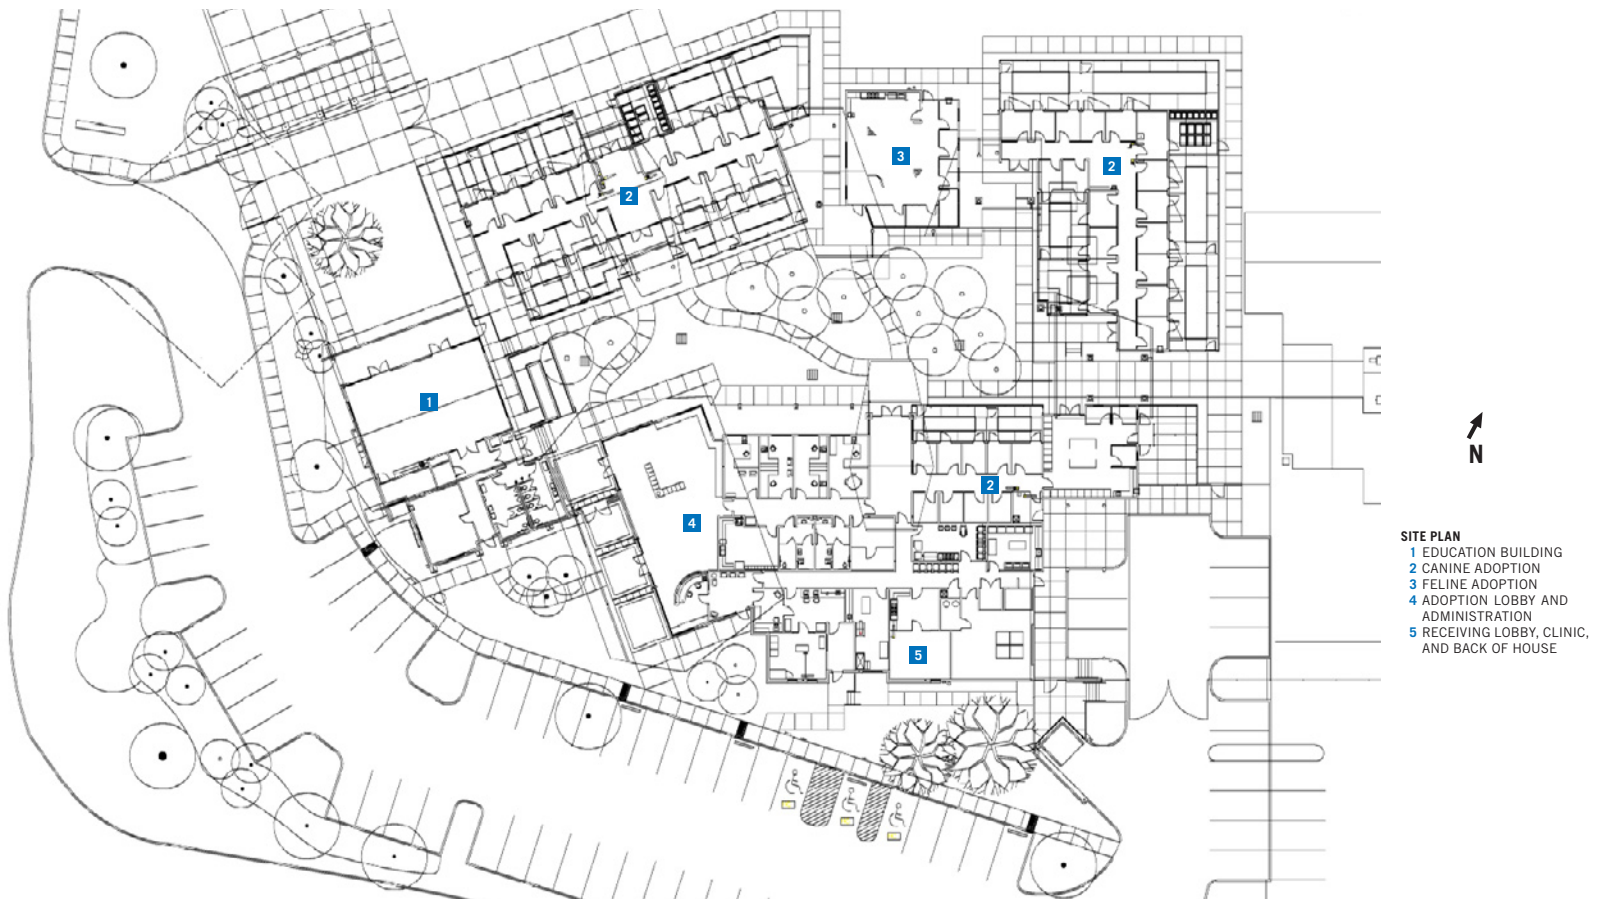 3
2
2
1
2
4
5
N
SITE PLAN
1 EDUCATION BUILDING
2 CANINE ADOPTION
3 FELINE ADOPTION
4 ADOPTION LOBBY AND
ADMINISTRATION
5 RECEIVING LOBBY, CLINIC,
AND BACK OF HOUSE